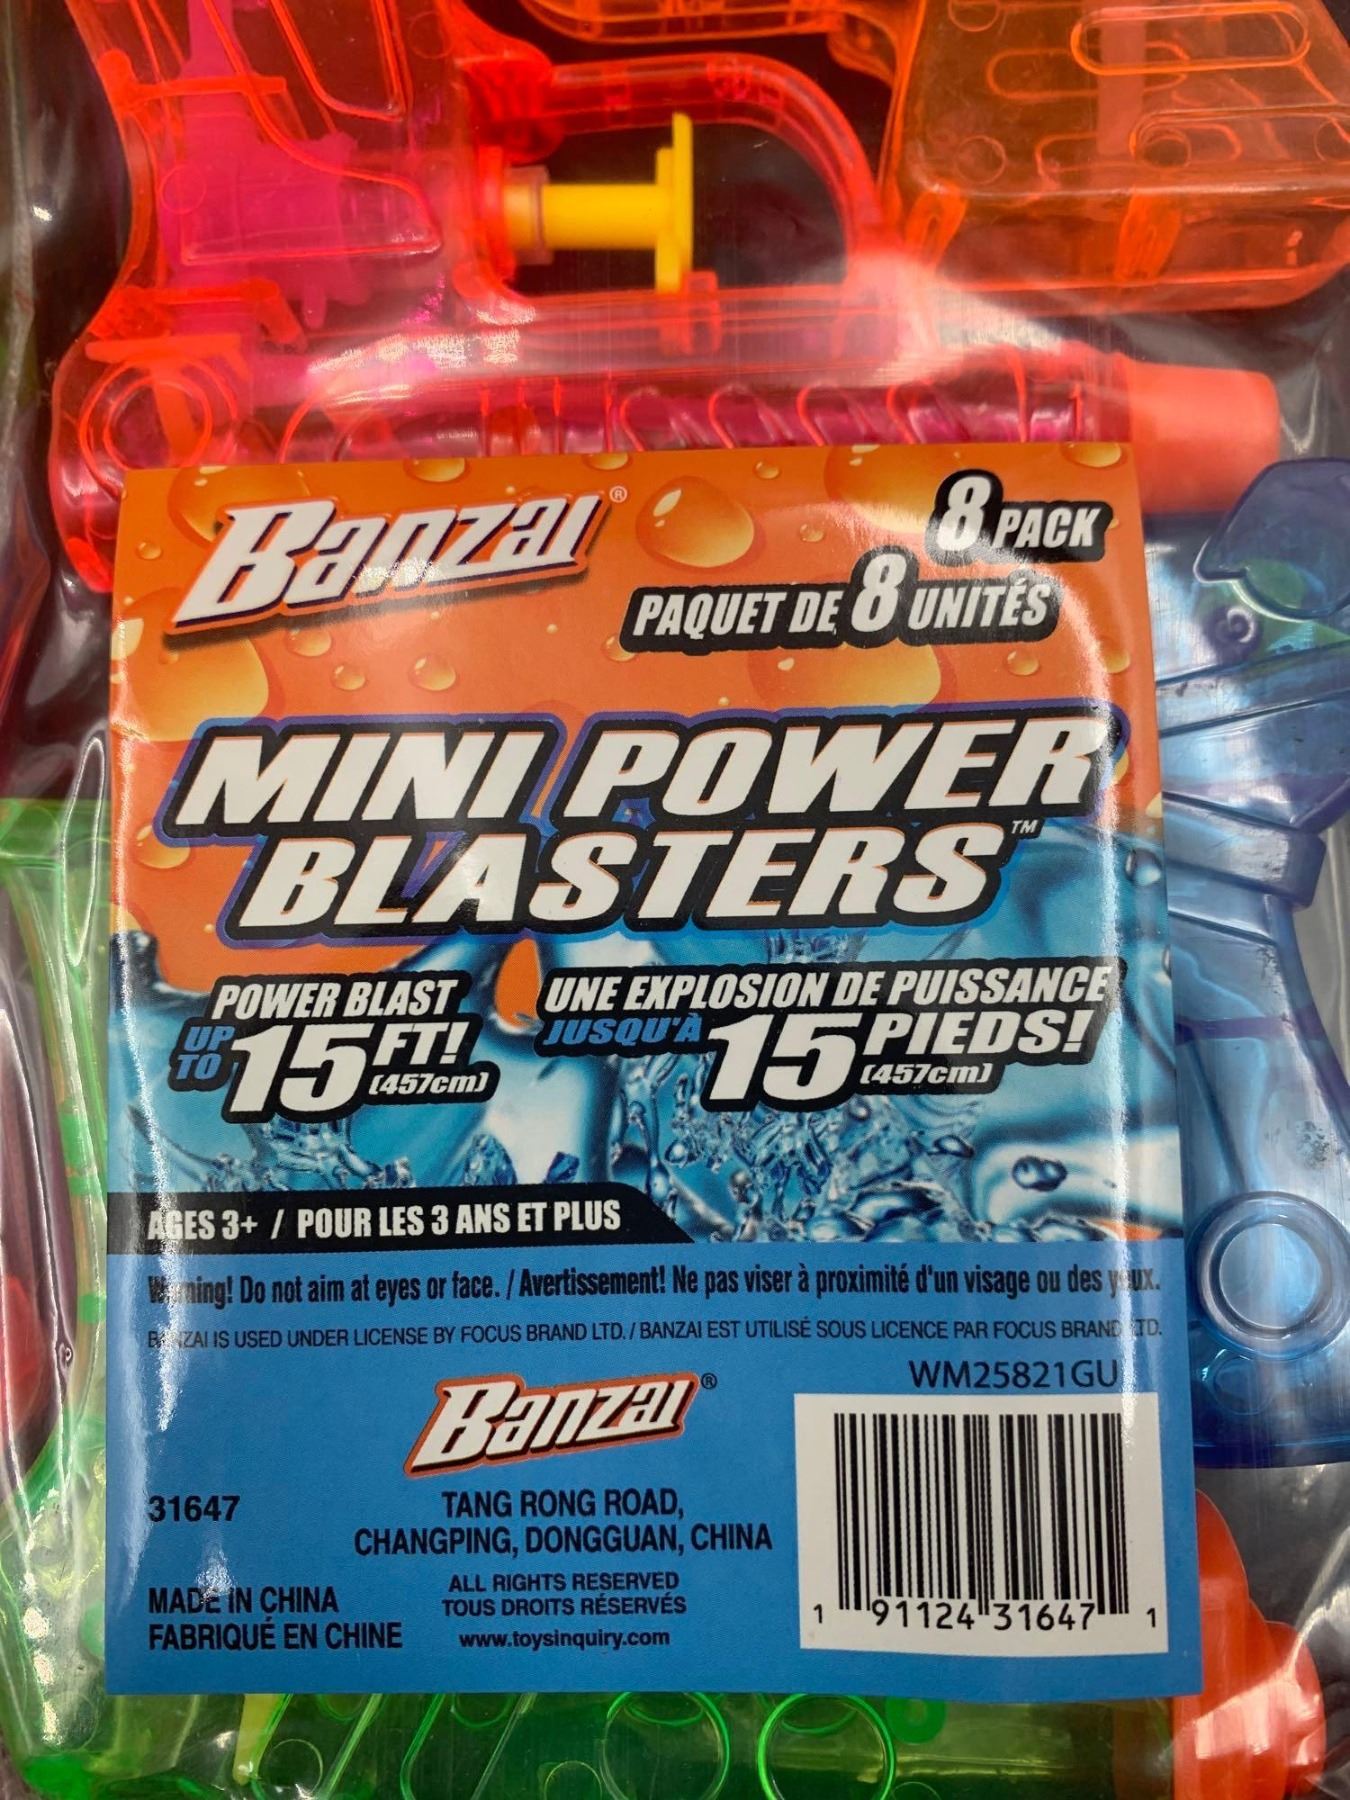 Banzai®
8 PACK
PAQUET DE 8 UNITÉS
MINI POWER
BLASTERS™
POWER BLAST
UP TO 15 FT!
(457cm)
UNE EXPLOSION DE PUISSANCE
JUSQU'À 15 PIEDS!
(457cm)
AGES 3+ / POUR LES 3 ANS ET PLUS
Warning! Do not aim at eyes or face. / Avertissement! Ne pas viser à proximité d'un visage ou des yeux.
BANZAI IS USED UNDER LICENSE BY FOCUS BRAND LTD. / BANZAI EST UTILISÉ SOUS LICENCE PAR FOCUS BRAND LTD.
WM25821GU
Banzai®
31647
TANG RONG ROAD,
CHANGPING, DONGGUAN, CHINA
MADE IN CHINA
FABRIQUÉ EN CHINE
ALL RIGHTS RESERVED
TOUS DROITS RÉSERVÉS
www.toysinquiry.com
1 91124 31647 1